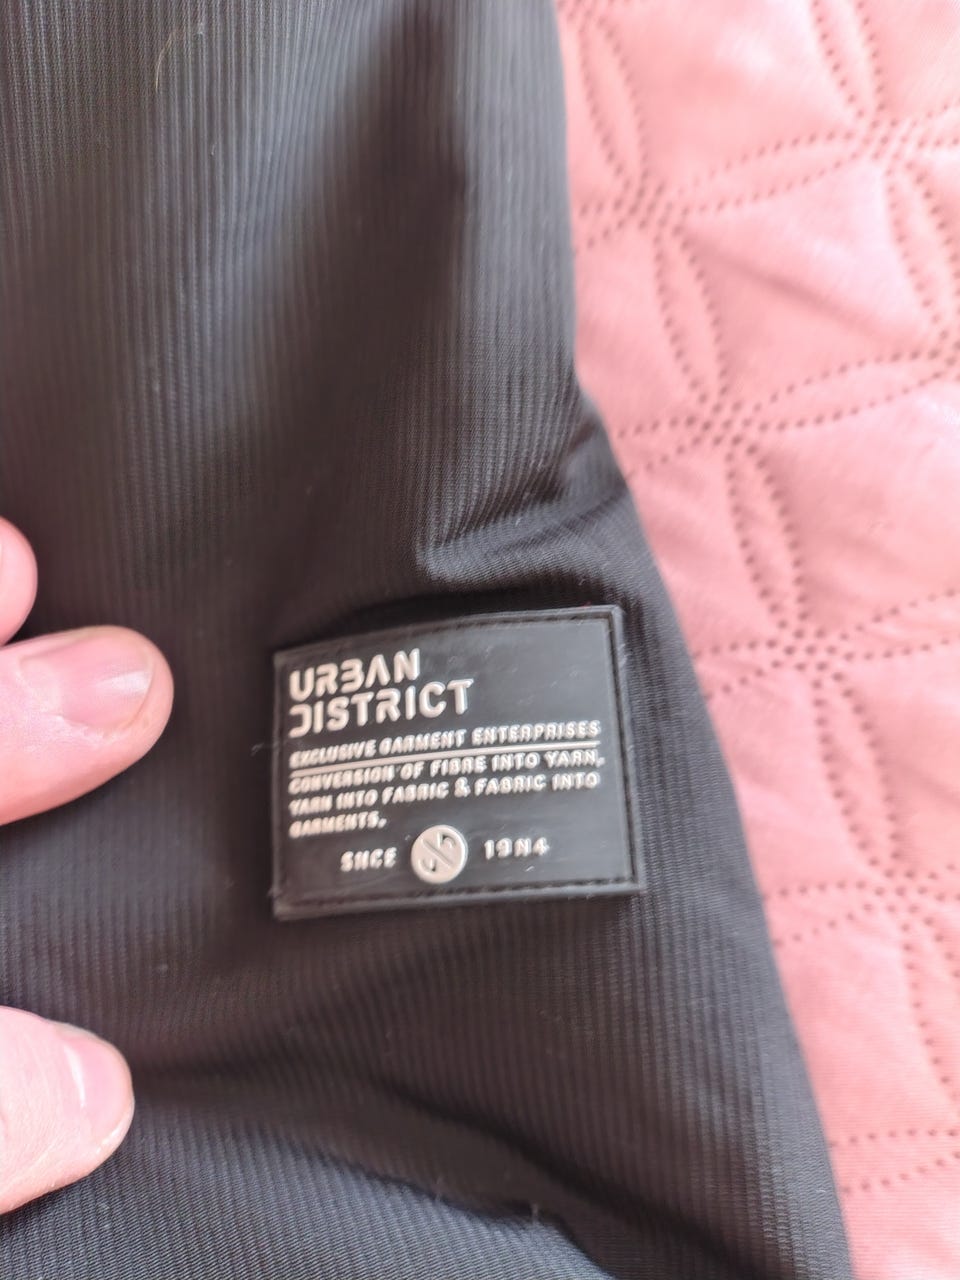 URBAN
DISTRICT
EXCLUSIVE GARMENT ENTERPRISES
CONVERSION OF FIBRE INTO YARN,
YARN INTO FABRIC & FABRIC INTO
GARMENTS.
SNCE 19N4